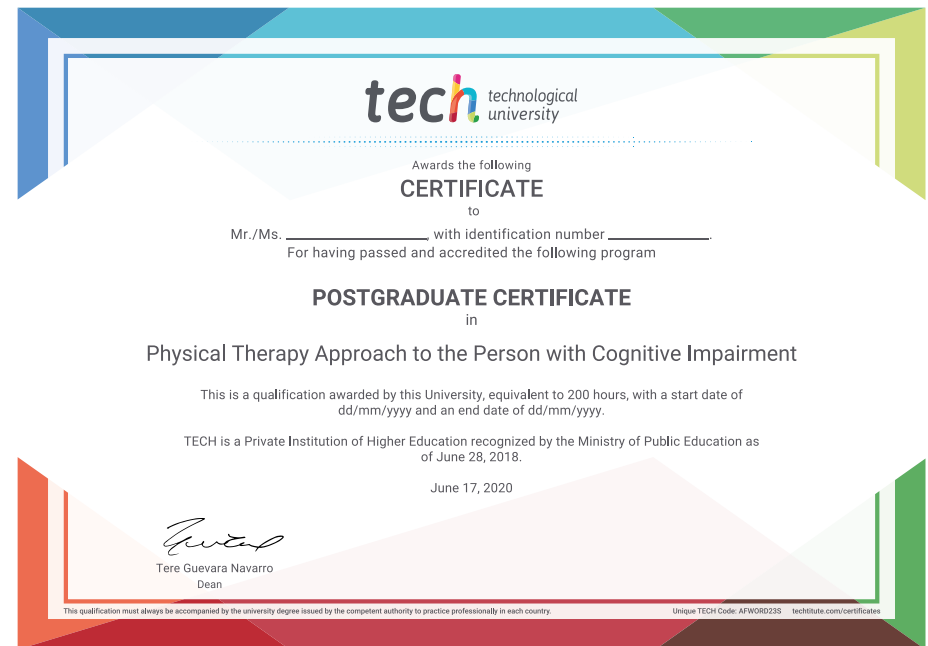 tech technological
university
Awards the following
CERTIFICATE
to
Mr./Ms. ____________________, with identification number ______________.
For having passed and accredited the following program
POSTGRADUATE CERTIFICATE
in
Physical Therapy Approach to the Person with Cognitive Impairment
This is a qualification awarded by this University, equivalent to 200 hours, with a start date of
dd/mm/yyyy and an end date of dd/mm/yyyy.
TECH is a Private Institution of Higher Education recognized by the Ministry of Public Education as
of June 28, 2018.
June 17, 2020
Tere Guevara Navarro
Dean
This qualification must always be accompanied by the university degree issued by the competent authority to practice professionally in each country.
Unique TECH Code: AFWORD23S techtitute.com/certificates